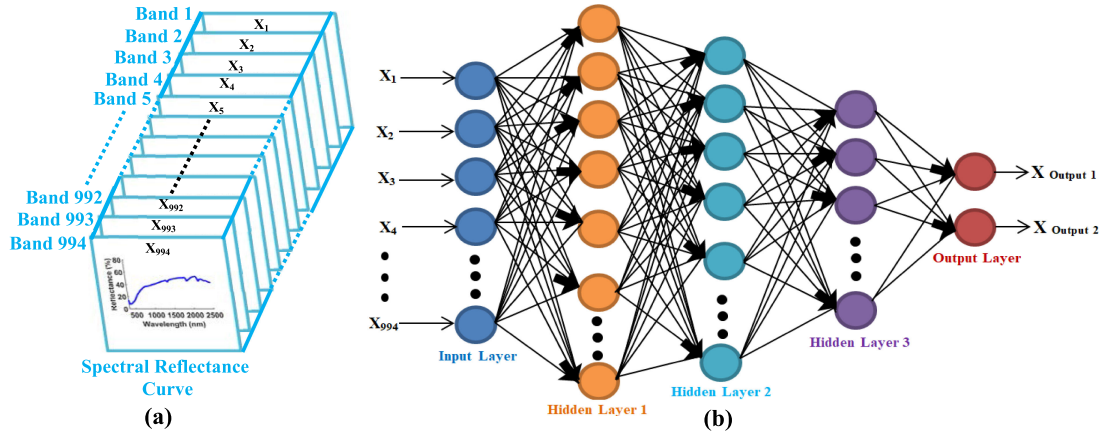 Band 1
Band 2
Band 3
Band 4
Band 5
Band 992
Band 993
Band 994
X1
X2
X3
X4
X5
X992
X993
X994
Reflectance (%)
80
60
40
20
0
500 1000 1500 2000 2500
Wavelength (nm)
Spectral Reflectance
Curve
(a)
X1
X2
X3
X4
X994
Input Layer
Hidden Layer 1
Hidden Layer 2
Hidden Layer 3
Output Layer
X Output 1
X Output 2
(b)